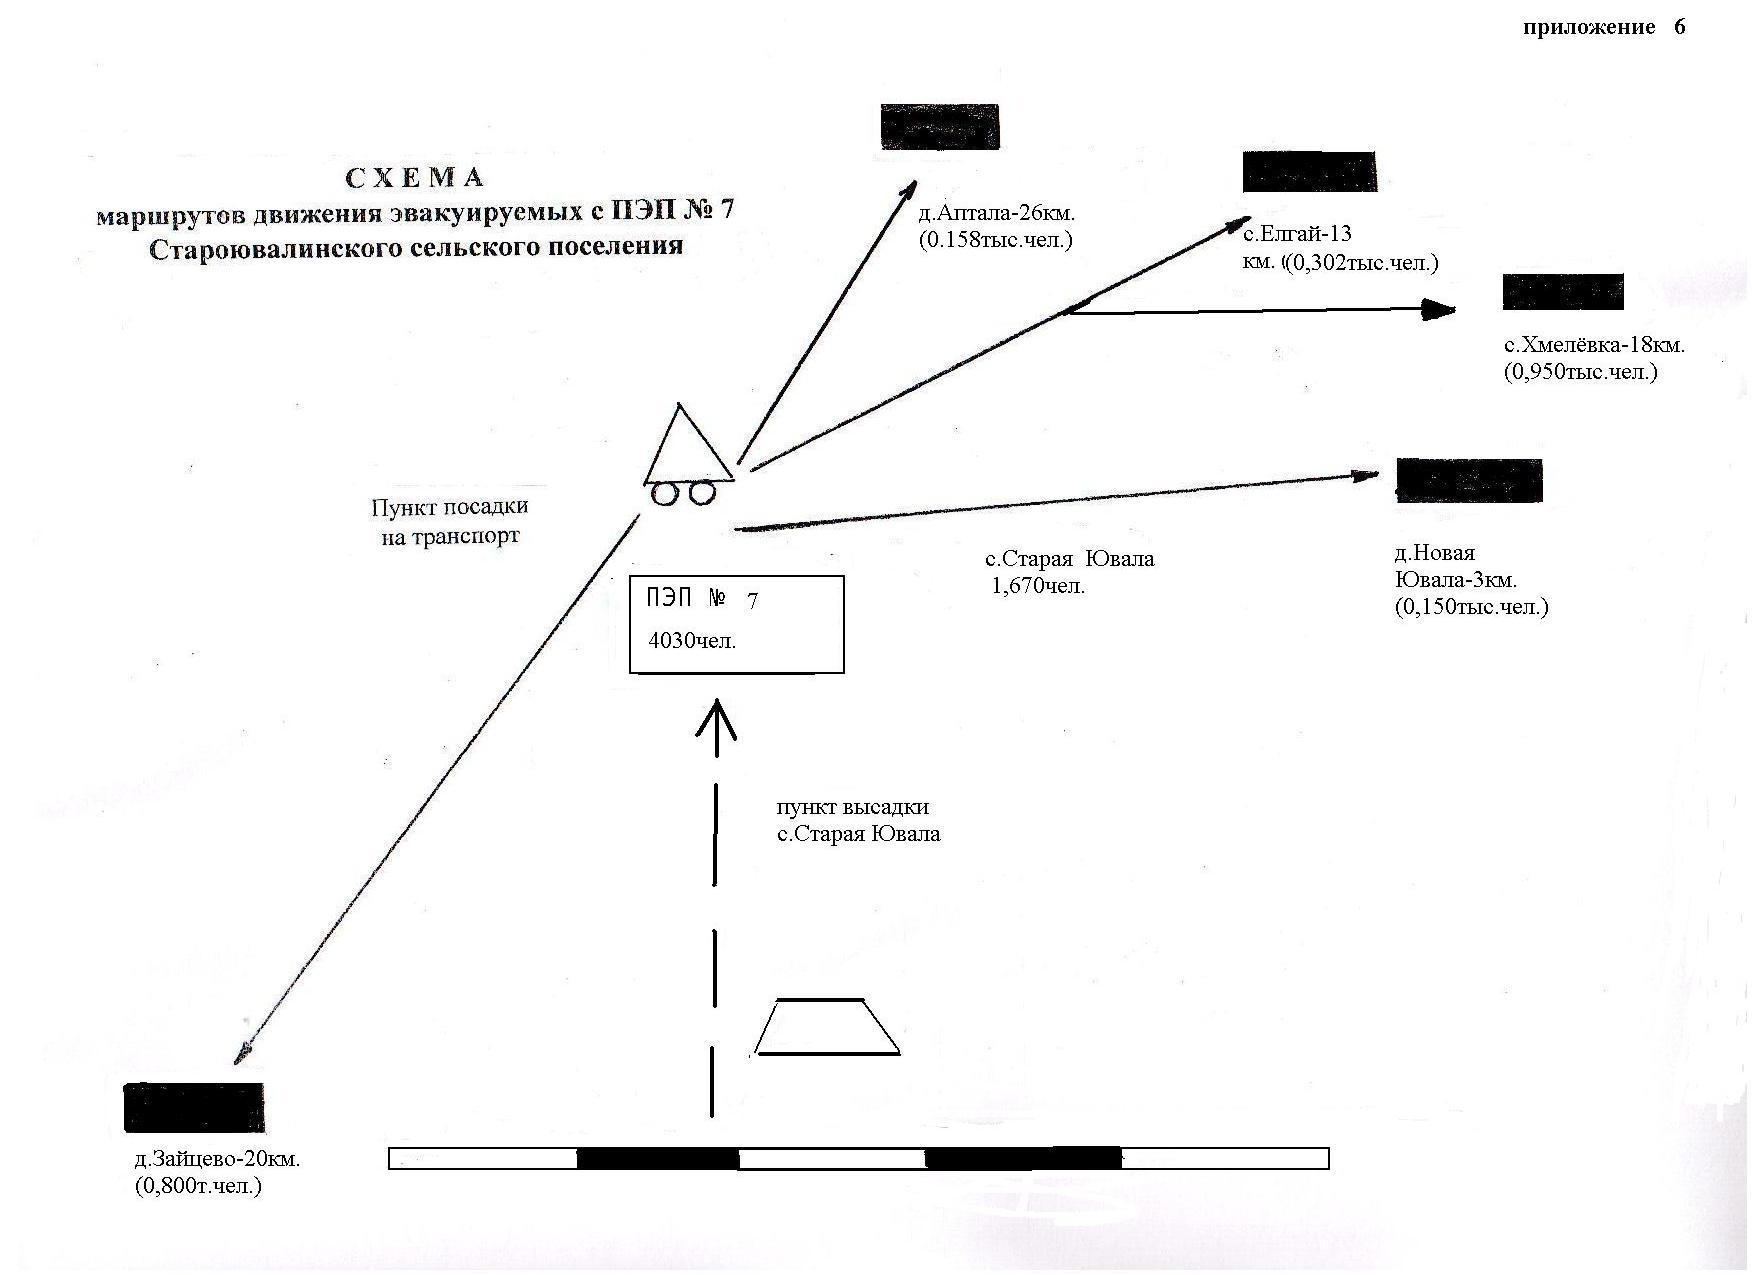 приложение 6
СХЕМА
маршрутов движения эвакуируемых с ПЭП № 7
Староювалинского сельского поселения
д.Аптала-26км.
(0.158тыс.чел.)
с.Елгай-13
км. ((0,302тыс.чел.)
с.Хмелёвка-18км.
(0,950тыс.чел.)
Пункт посадки
на транспорт
с.Старая Ювала
1,670чел.
д.Новая
Ювала-3км.
(0,150тыс.чел.)
ПЭП № 7
4030чел.
пункт высадки
с.Старая Ювала
д.Зайцево-20км.
(0,800т.чел.)